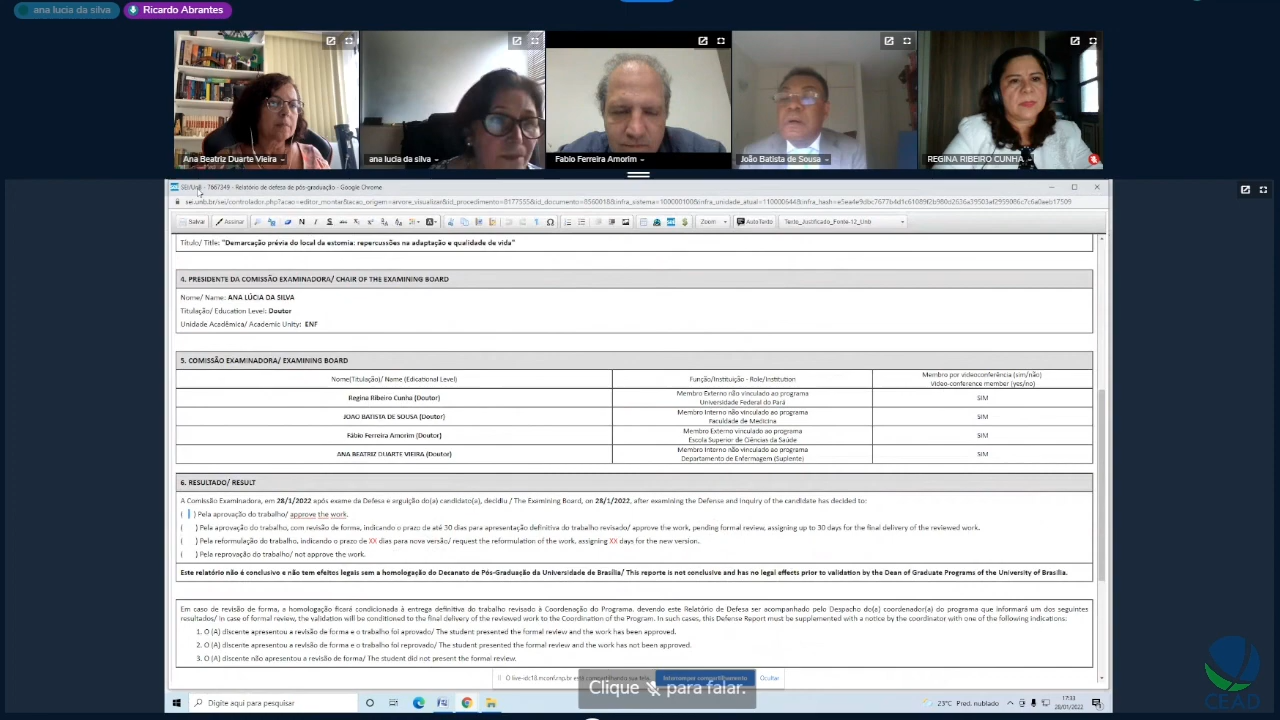 ana lucia da silva
Ricardo Abrantes
Ana Beatriz Duarte Vieira
ana lucia da silva
Fabio Ferreira Amorim
João Batista de Sousa
REGINA RIBEIRO CUNHA
SEI/UnB - 7667349 - Relatório de defesa de pós-graduação - Google Chrome
Salvar
Assinar
Zoom
AutoTexto
Texto_Justificado_Fonte-12_Unb
Título/ Title: "Demarcação prévia do local da estomia: repercussões na adaptação e qualidade de vida"
4. PRESIDENTE DA COMISSÃO EXAMINADORA/ CHAIR OF THE EXAMINING BOARD
Nome/ Name: ANA LÚCIA DA SILVA
Titulação/ Education Level: Doutor
Unidade Acadêmica/ Academic Unity: ENF
5. COMISSÃO EXAMINADORA/ EXAMINING BOARD
Nome(Titulação)/ Name (Edicational Level)
Função/Instituição - Role/Institution
Membro por videoconferência (sim/não)
Video-conference member (yes/no)
Regina Ribeiro Cunha (Doutor)
Membro Externo não vinculado ao programa
Universidade Federal do Pará
SIM
JOÃO BATISTA DE SOUSA (Doutor)
Membro Interno não vinculado ao programa
Faculdade de Medicina
SIM
Fábio Ferreira Amorim (Doutor)
Membro Externo vinculado ao programa
Escola Superior de Ciências da Saúde
SIM
ANA BEATRIZ DUARTE VIEIRA (Doutor)
Membro Interno não vinculado ao programa
Departamento de Enfermagem (Suplente)
SIM
6. RESULTADO/ RESULT
A Comissão Examinadora, em 28/1/2022 após exame da Defesa e arguição do(a) candidato(a), decidiu / The Examining Board, on 28/1/2022, after examining the Defense and inquiry of the candidate has decided to:
( ) Pela aprovação do trabalho/ approve the work.
( ) Pela aprovação do trabalho, com revisão de forma, indicando o prazo de até 30 dias para apresentação definitiva do trabalho revisado/ approve the work, pending formal review, assigning up to 30 days for the final delivery of the reviewed work.
( ) Pela reformulação do trabalho, indicando o prazo de XX dias para nova versão/ request the reformulation of the work, assigning XX days for the new version.
( ) Pela reprovação do trabalho/ not approve the work.
Este relatório não é conclusivo e não tem efeitos legais sem a homologação do Decanato de Pós-Graduação da Universidade de Brasília/ This reporte is not conclusive and has no legal effects prior to validation by the Dean of Graduate Programs of the University of Brasília.
Em caso de revisão de forma, a homologação ficará condicionada à entrega definitiva do trabalho revisado à Coordenação do Programa, devendo este Relatório de Defesa ser acompanhado pelo Despacho do(a) coordenador(a) do programa que informará um dos seguintes
resultados/ In case of formal review, the validation will be conditioned to the final delivery of the reviewed work to the Coordination of the Program. In such cases, this Defense Report must be supplemented with a notice by the coordinator with one of the following indications:
1. O (A) discente apresentou a revisão de forma e o trabalho foi aprovado/ The student presented the formal review and the work has been approved.
2. O (A) discente apresentou a revisão de forma e o trabalho foi reprovado/ The student presented the formal review and the work has not been approved.
3. O (A) discente não apresentou a revisão de forma/ The student did not present the formal review.
Ocultar
Clique para falar.
CEAD
Digite aqui para pesquisar
23°C Pred. nublado
17:33
28/01/2022